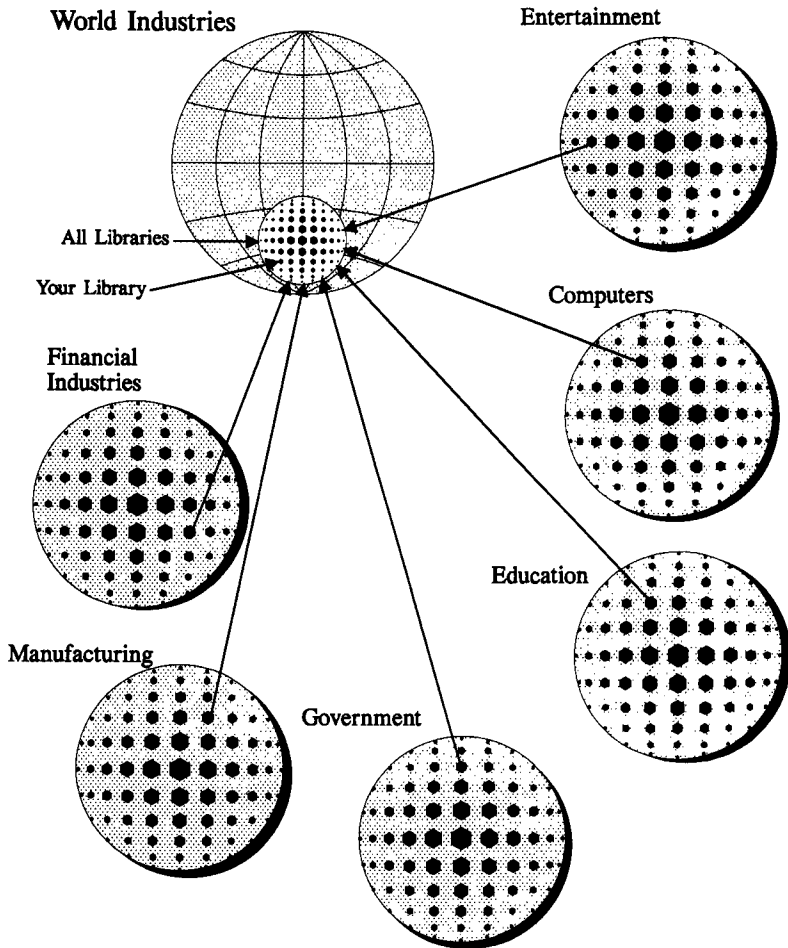 World Industries
Entertainment
All Libraries
Your Library
Computers
Financial
Industries
Education
Manufacturing
Government